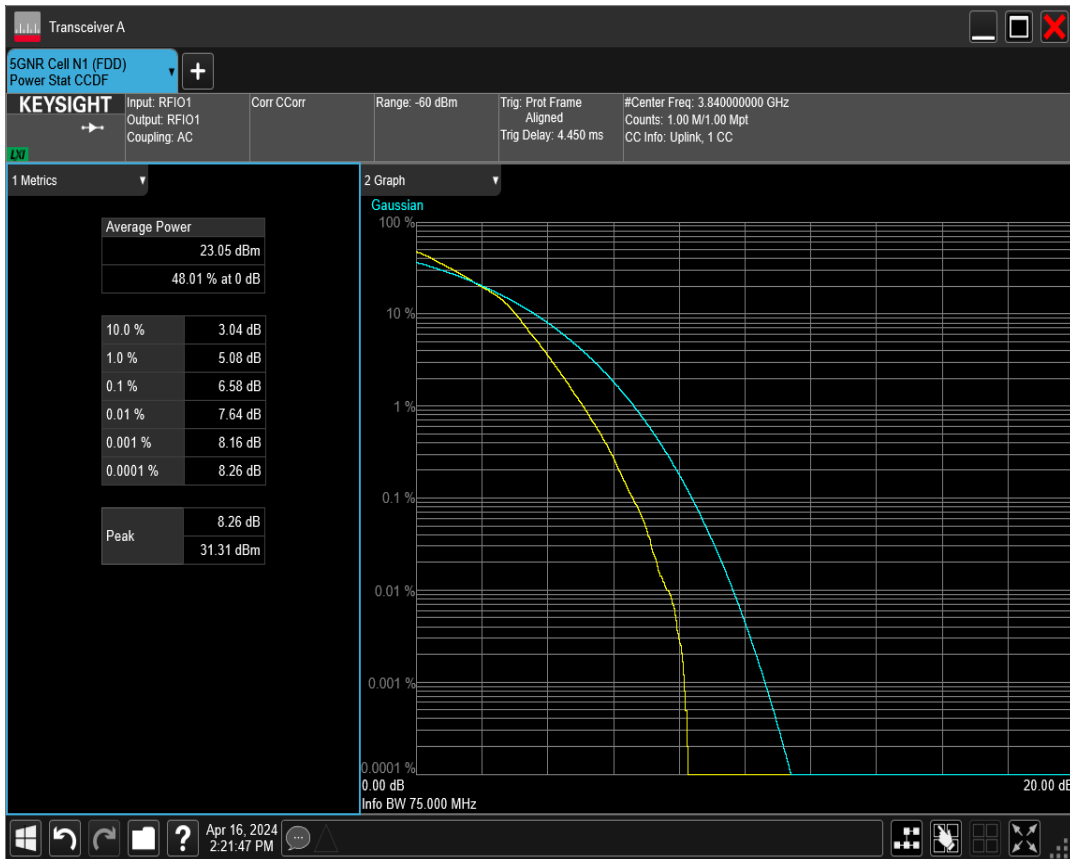 Transceiver A
5GNR Cell N1 (FDD)
Power Stat CCDF
+
KEYSIGHT
LXI
Input: RFIO1
Output: RFIO1
Coupling: AC
Corr CCorr
Range: -60 dBm
Trig: Prot Frame
Aligned
Trig Delay: 4.450 ms
#Center Freq: 3.840000000 GHz
Counts: 1.00 M/1.00 Mpt
CC Info: Uplink, 1 CC
1 Metrics
Average Power
23.05 dBm
48.01 % at 0 dB
10.0 % 3.04 dB
1.0 % 5.08 dB
0.1 % 6.58 dB
0.01 % 7.64 dB
0.001 % 8.16 dB
0.0001 % 8.26 dB
Peak
8.26 dB
31.31 dBm
2 Graph
Gaussian
100 %
10 %
1 %
0.1 %
0.01 %
0.001 %
0.0001 %
0.00 dB 20.00 dB
Info BW 75.000 MHz
?
Apr 16, 2024
2:21:47 PM